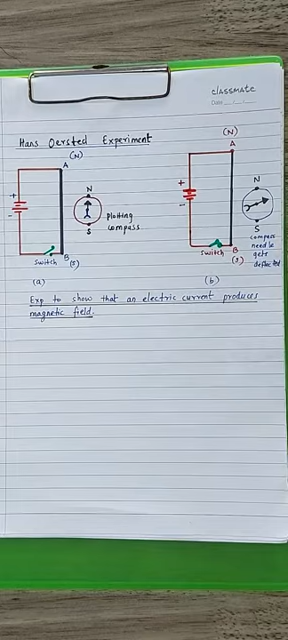 classmate
Date
Hans Oersted Experiment
(N)
A
+
-
N
S
Plotting
compass
switch
B
(S)
(a)
(N)
A
+
-
N
S
switch
B
(S)
compass
needle
gets
deflected
(b)
Exp to show that an electric current produces
magnetic field.